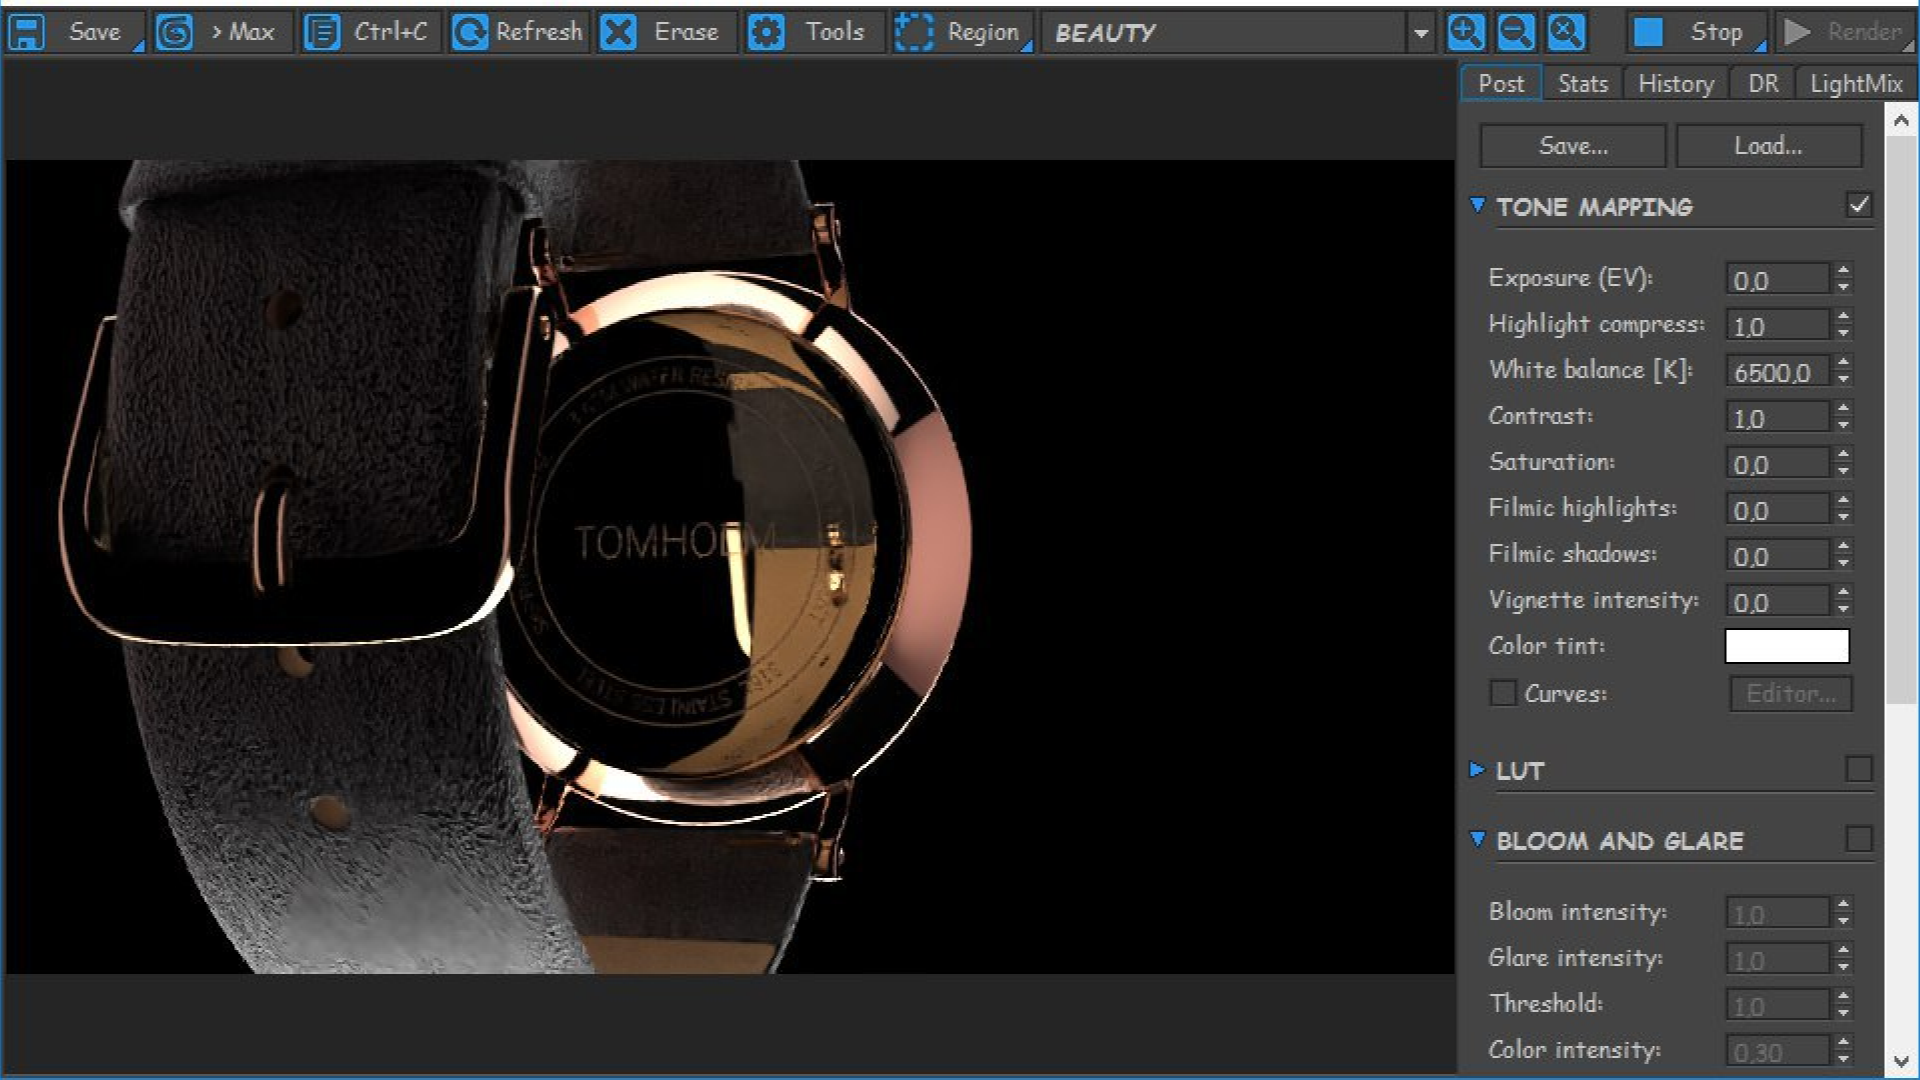 Save > Max Ctrl+C Refresh Erase Tools Region BEAUTY Stop Render
Post Stats History DR LightMix
Save... Load...
TONE MAPPING
Exposure (EV): 0,0
Highlight compress: 1,0
White balance [K]: 6500,0
Contrast: 1,0
Saturation: 0,0
Filmic highlights: 0,0
Filmic shadows: 0,0
Vignette intensity: 0,0
Color tint:
Curves: Editor...
LUT
BLOOM AND GLARE
Bloom intensity: 1,0
Glare intensity: 1,0
Threshold: 1,0
Color intensity: 0,30
TOMHOLM
STAINLESS STEEL